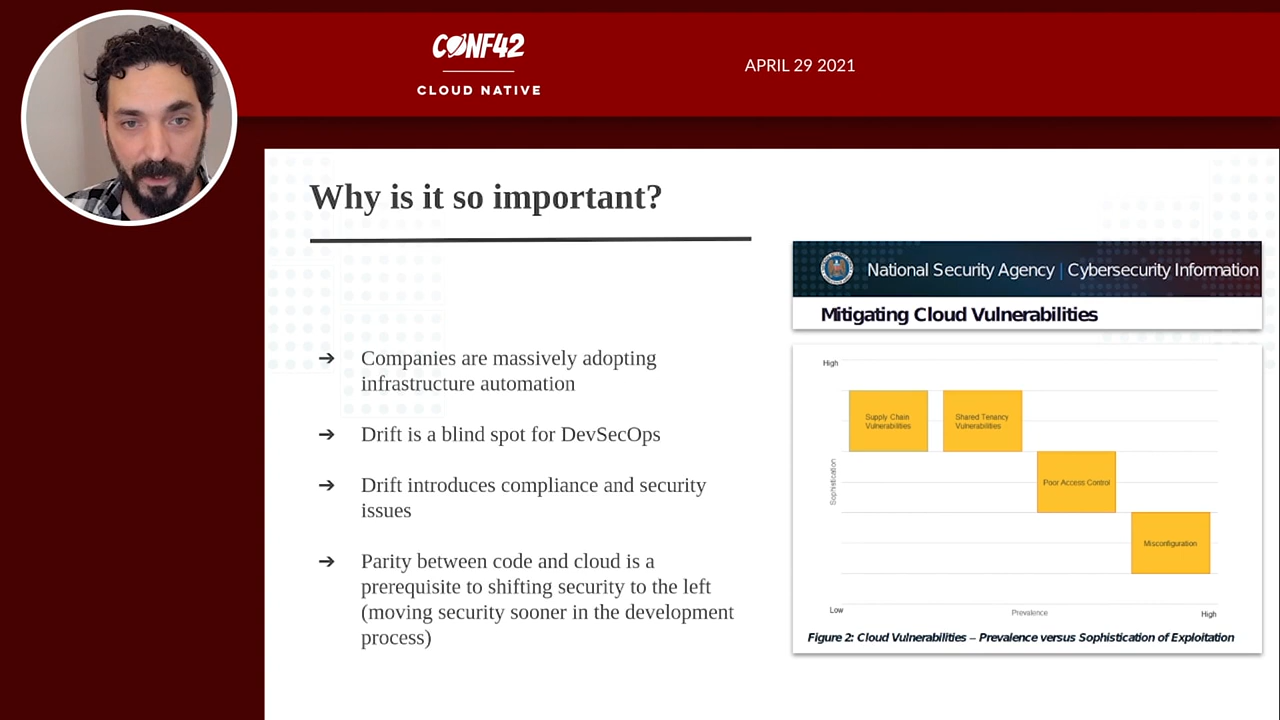 CONF42
CLOUD NATIVE
APRIL 29 2021
Why is it so important?
➔ Companies are massively adopting
infrastructure automation
➔ Drift is a blind spot for DevSecOps
➔ Drift introduces compliance and security
issues
➔ Parity between code and cloud is a
prerequisite to shifting security to the left
(moving security sooner in the development
process)
National Security Agency | Cybersecurity Information
Mitigating Cloud Vulnerabilities
High
Supply Chain
Vulnerabilities
Shared Tenancy
Vulnerabilities
Poor Access Control
Misconfiguration
Sophistication
Low
Prevalence
High
Figure 2: Cloud Vulnerabilities – Prevalence versus Sophistication of Exploitation